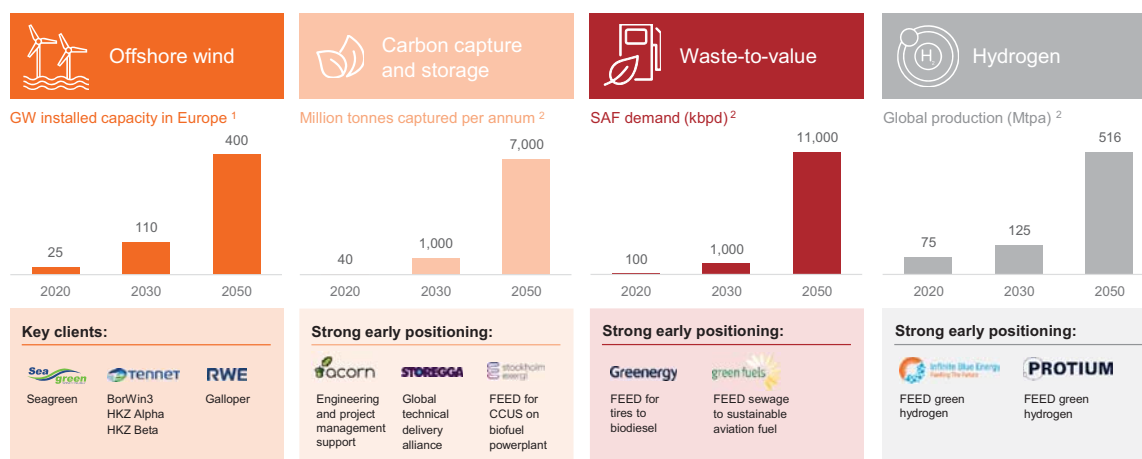 Offshore wind
Carbon capture
and storage
Waste-to-value
H₂
Hydrogen
GW installed capacity in Europe ¹
400
110
25
2020 2030 2050
Million tonnes captured per annum ²
7,000
1,000
40
2020 2030 2050
SAF demand (kbpd) ²
11,000
1,000
100
2020 2030 2050
Global production (Mtpa) ²
516
125
75
2020 2030 2050
Key clients:
Sea
green
Seagreen
TenneT
BorWin3
HKZ Alpha
HKZ Beta
RWE
Galloper
Strong early positioning:
acorn
Engineering
and project
management
support
STOREGGA
Global
technical
delivery
alliance
stockholm
exergi
FEED for
CCUS on
biofuel
powerplant
Strong early positioning:
Greenergy
FEED for
tires to
biodiesel
green fuels
FEED sewage
to sustainable
aviation fuel
Strong early positioning:
Infinite Blue Energy
Fuelling The Future
FEED green
hydrogen
PROTIUM
FEED green
hydrogen